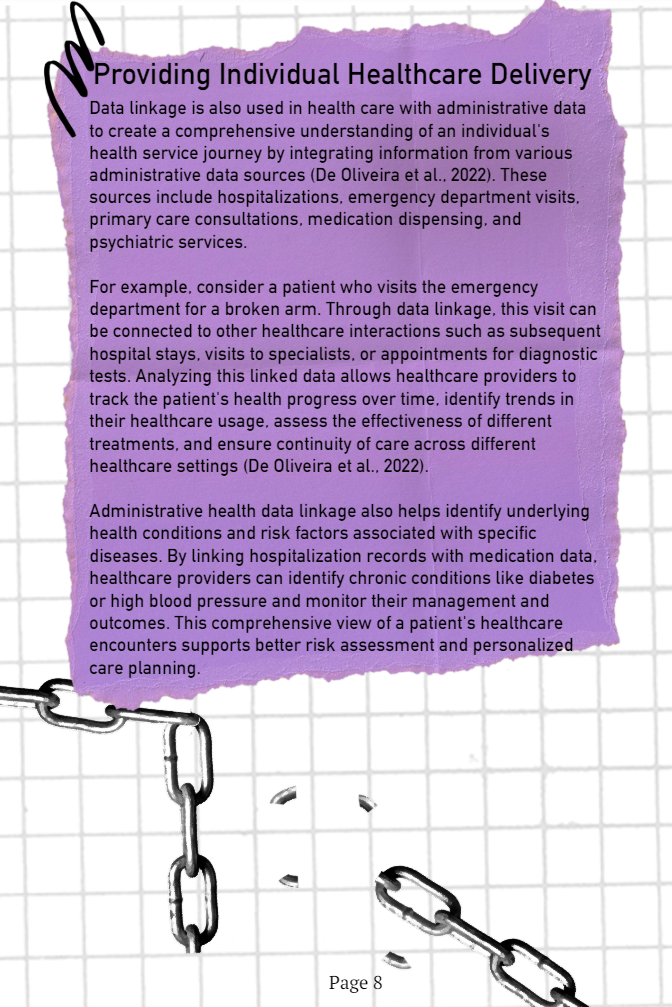 Providing Individual Healthcare Delivery
Data linkage is also used in health care with administrative data
to create a comprehensive understanding of an individual's
health service journey by integrating information from various
administrative data sources (De Oliveira et al., 2022). These
sources include hospitalizations, emergency department visits,
primary care consultations, medication dispensing, and
psychiatric services.
For example, consider a patient who visits the emergency
department for a broken arm. Through data linkage, this visit can
be connected to other healthcare interactions such as subsequent
hospital stays, visits to specialists, or appointments for diagnostic
tests. Analyzing this linked data allows healthcare providers to
track the patient's health progress over time, identify trends in
their healthcare usage, assess the effectiveness of different
treatments, and ensure continuity of care across different
healthcare settings (De Oliveira et al., 2022).
Administrative health data linkage also helps identify underlying
health conditions and risk factors associated with specific
diseases. By linking hospitalization records with medication data,
healthcare providers can identify chronic conditions like diabetes
or high blood pressure and monitor their management and
outcomes. This comprehensive view of a patient's healthcare
encounters supports better risk assessment and personalized
care planning.
Page 8